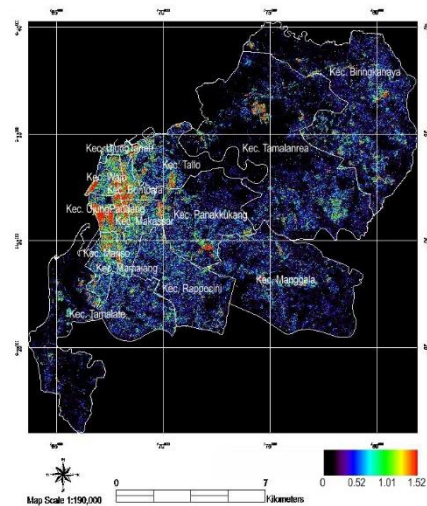 Kec. Biringkanaya
Kec. Ujung Tanah
Kec. Tallo
Kec. Tamalanrea
Kec. Wajo
Kec. Bontoala
Kec. Ujung Pandang
Kec. Panakkukang
Kec. Makassar
Kec. Mariso
Kec. Mamajang
Kec. Rappocini
Kec. Manggala
Kec. Tamalate
0
7
Kilometers
Map Scale 1:190,000
0 0.52 1.01 1.52